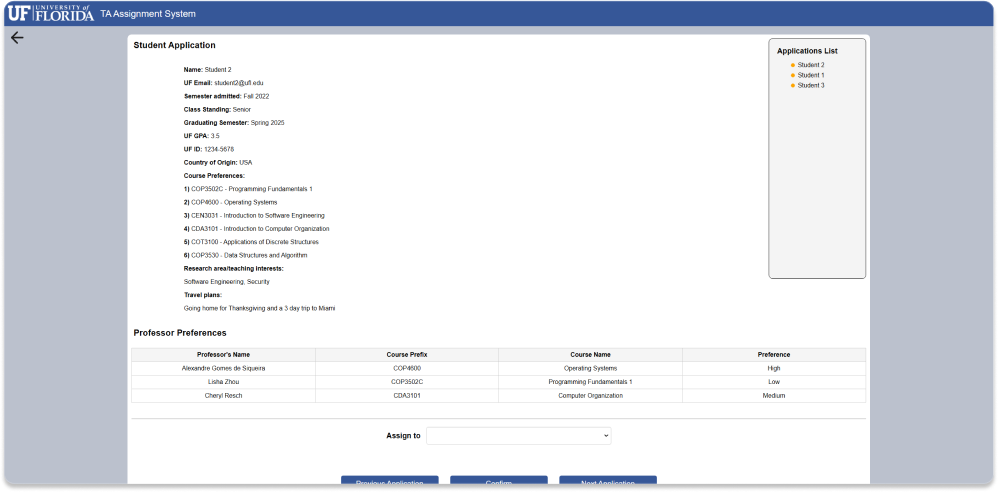 UF UNIVERSITY of FLORIDA TA Assignment System
Student Application
Name: Student 2
UF Email: student2@ufl.edu
Semester admitted: Fall 2022
Class Standing: Senior
Graduating Semester: Spring 2025
UF GPA: 3.5
UF ID: 1234-5678
Country of Origin: USA
Course Preferences:
1) COP3502C - Programming Fundamentals 1
2) COP4600 - Operating Systems
3) CEN3031 - Introduction to Software Engineering
4) CDA3101 - Introduction to Computer Organization
5) COT3100 - Applications of Discrete Structures
6) COP3530 - Data Structures and Algorithm
Research area/teaching interests:
Software Engineering, Security
Travel plans:
Going home for Thanksgiving and a 3 day trip to Miami
Applications List
Student 2
Student 1
Student 3
Professor Preferences
Professor's Name Course Prefix Course Name Preference
Alexandre Gomes de Siqueira COP4600 Operating Systems High
Lisha Zhou COP3502C Programming Fundamentals 1 Low
Cheryl Resch CDA3101 Computer Organization Medium
Assign to
Previous Application Confirm Next Application